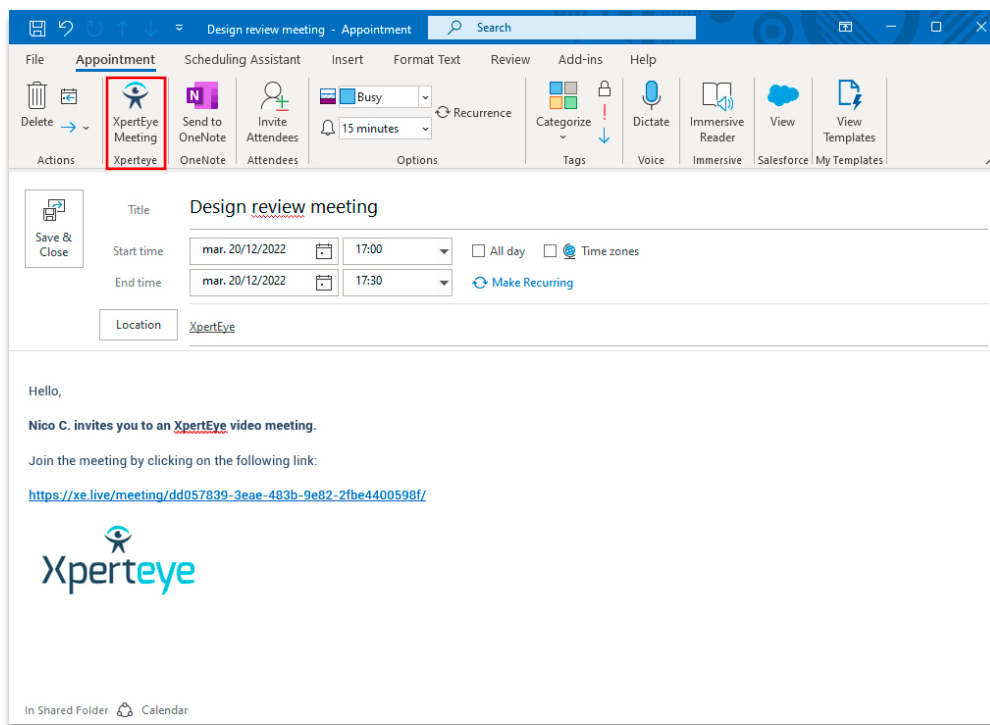 Design review meeting - Appointment
Search
File Appointment Scheduling Assistant Insert Format Text Review Add-ins Help
Delete
XpertEye Meeting
Send to OneNote
Invite Attendees
Busy
15 minutes
Recurrence
Categorize
Dictate
Immersive Reader
View
View Templates
Actions Xperteye OneNote Attendees Options Tags Voice Immersive Salesforce My Templates
Save & Close
Title Design review meeting
Start time mar. 20/12/2022 17:00 All day Time zones
End time mar. 20/12/2022 17:30 Make Recurring
Location XpertEye
Hello,
Nico C. invites you to an XpertEye video meeting.
Join the meeting by clicking on the following link:
https://xe.live/meeting/dd057839-3eae-483b-9e82-2fbe4400598f/
Xperteye
In Shared Folder Calendar